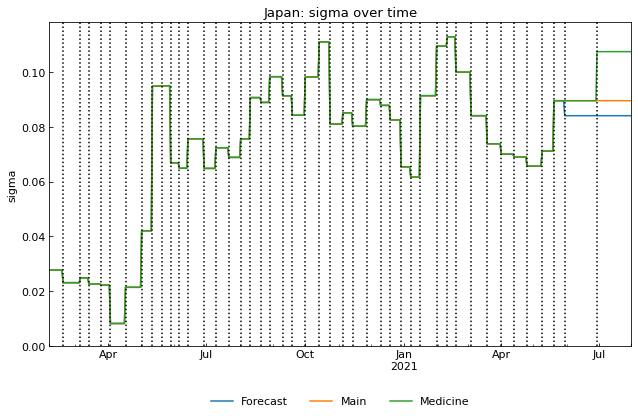 Japan: sigma over time
0.10
0.08
0.06
0.04
0.02
0.00
sigma
Apr Jul Oct Jan Apr Jul
2021
Forecast Main Medicine